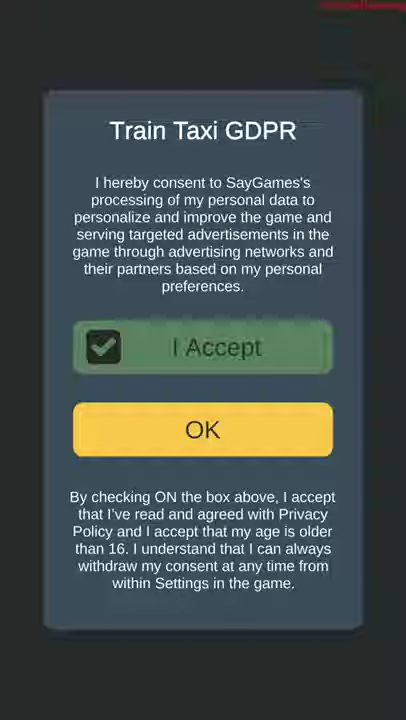 Train Taxi GDPR
I hereby consent to SayGames's
processing of my personal data to
personalize and improve the game and
serving targeted advertisements in the
game through advertising networks and
their partners based on my personal
preferences.
I Accept
OK
By checking ON the box above, I accept
that I've read and agreed with Privacy
Policy and I accept that my age is older
than 16. I understand that I can always
withdraw my consent at any time from
within Settings in the game.